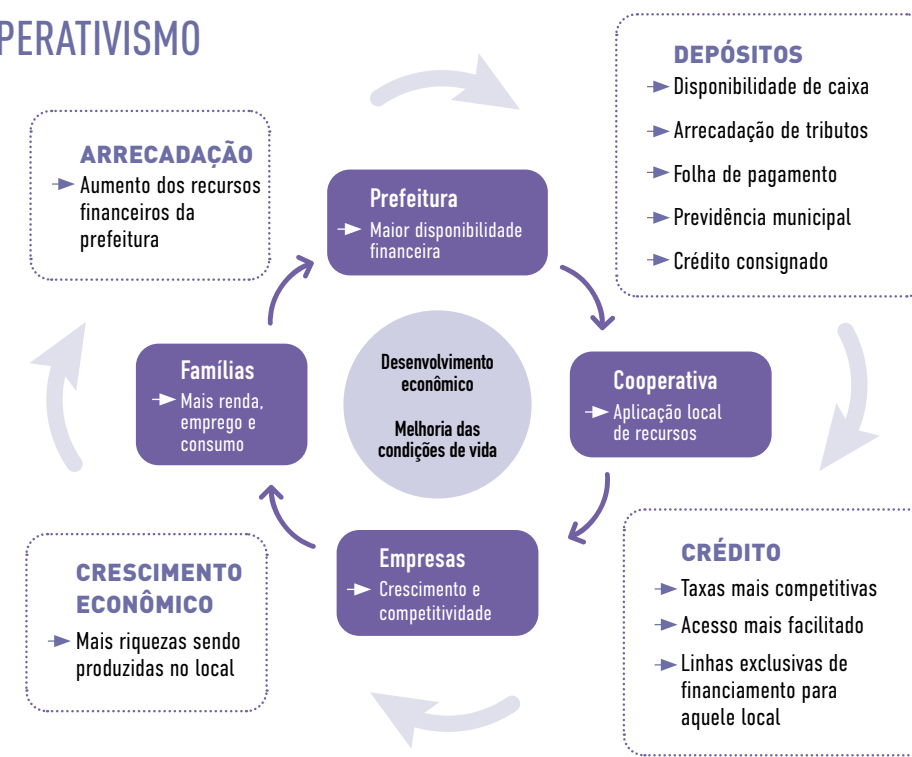 PERATIVISMO
DEPÓSITOS
Disponibilidade de caixa
Arrecadação de tributos
Folha de pagamento
Previdência municipal
Crédito consignado
ARRECADAÇÃO
Aumento dos recursos
financeiros da
prefeitura
Prefeitura
Maior disponibilidade
financeira
Famílias
Mais renda,
emprego e
consumo
Desenvolvimento
econômico
Melhoria das
condições de vida
Cooperativa
Aplicação local
de recursos
Empresas
Crescimento e
competitividade
CRESCIMENTO
ECONÔMICO
Mais riquezas sendo
produzidas no local
CRÉDITO
Taxas mais competitivas
Acesso mais facilitado
Linhas exclusivas de
financiamento para
aquele local